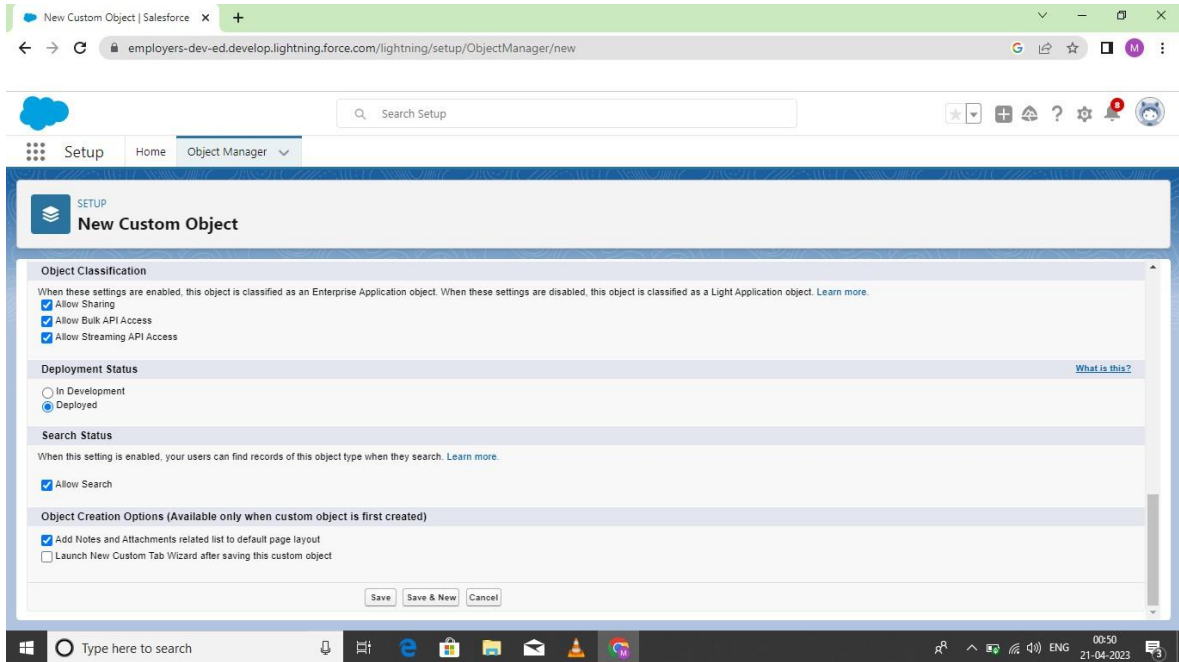 New Custom Object | Salesforce
employers-dev-ed.develop.lightning.force.com/lightning/setup/ObjectManager/new
G
M
Search Setup
8
Setup Home Object Manager
SETUP
New Custom Object
Object Classification
When these settings are enabled, this object is classified as an Enterprise Application object. When these settings are disabled, this object is classified as a Light Application object. Learn more.
Allow Sharing
Allow Bulk API Access
Allow Streaming API Access
Deployment Status What is this?
In Development
Deployed
Search Status
When this setting is enabled, your users can find records of this object type when they search. Learn more.
Allow Search
Object Creation Options (Available only when custom object is first created)
Add Notes and Attachments related list to default page layout
Launch New Custom Tab Wizard after saving this custom object
Save Save & New Cancel
Type here to search
ENG
00:50
21-04-2023
3